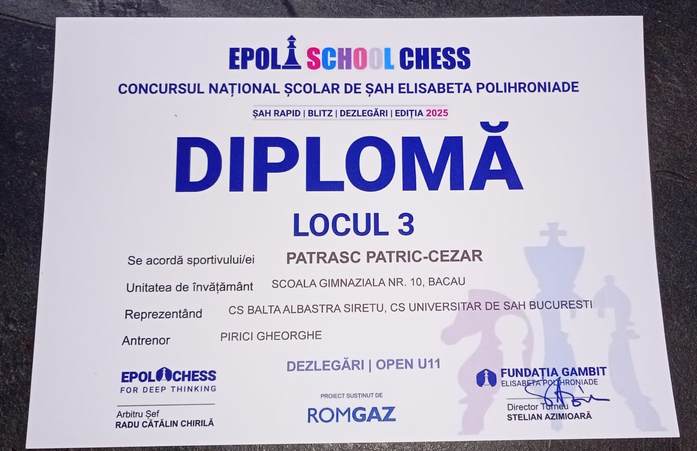 EPOL SCHOOL CHESS
CONCURSUL NAȚIONAL ȘCOLAR DE ȘAH ELISABETA POLIHRONIADE
ȘAH RAPID | BLITZ | DEZLEGĂRI | EDIȚIA 2025
DIPLOMĂ
LOCUL 3
Se acordă sportivului/ei PATRASC PATRIC-CEZAR
Unitatea de învățământ SCOALA GIMNAZIALA NR. 10, BACAU
Reprezentând CS BALTA ALBASTRA SIRETU, CS UNIVERSITAR DE SAH BUCURESTI
Antrenor PIRICI GHEORGHE
DEZLEGĂRI | OPEN U11
EPOL CHESS
FOR DEEP THINKING
Arbitru Șef
RADU CĂTĂLIN CHIRILĂ
PROIECT SUSȚINUT DE
ROMGAZ
FUNDAȚIA GAMBIT
ELISABETA POLIHRONIADE
Director Turneu
STELIAN AZIMIOARĂ